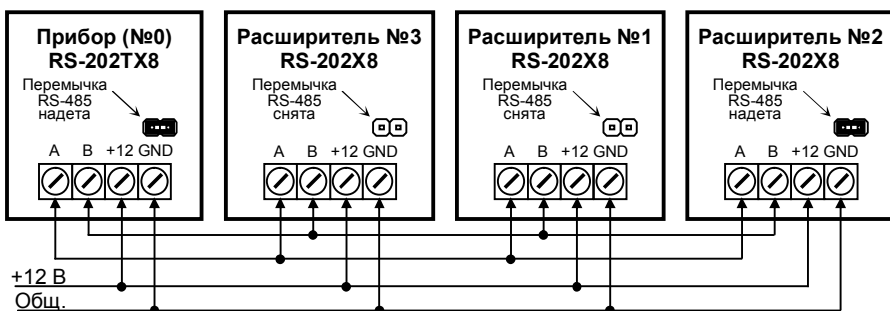 Прибор (№0)
RS-202TX8
Перемычка
RS-485
надета
A B +12 GND
Расширитель №3
RS-202X8
Перемычка
RS-485
снята
A B +12 GND
Расширитель №1
RS-202X8
Перемычка
RS-485
снята
A B +12 GND
Расширитель №2
RS-202X8
Перемычка
RS-485
надета
A B +12 GND
+12 В
Общ.